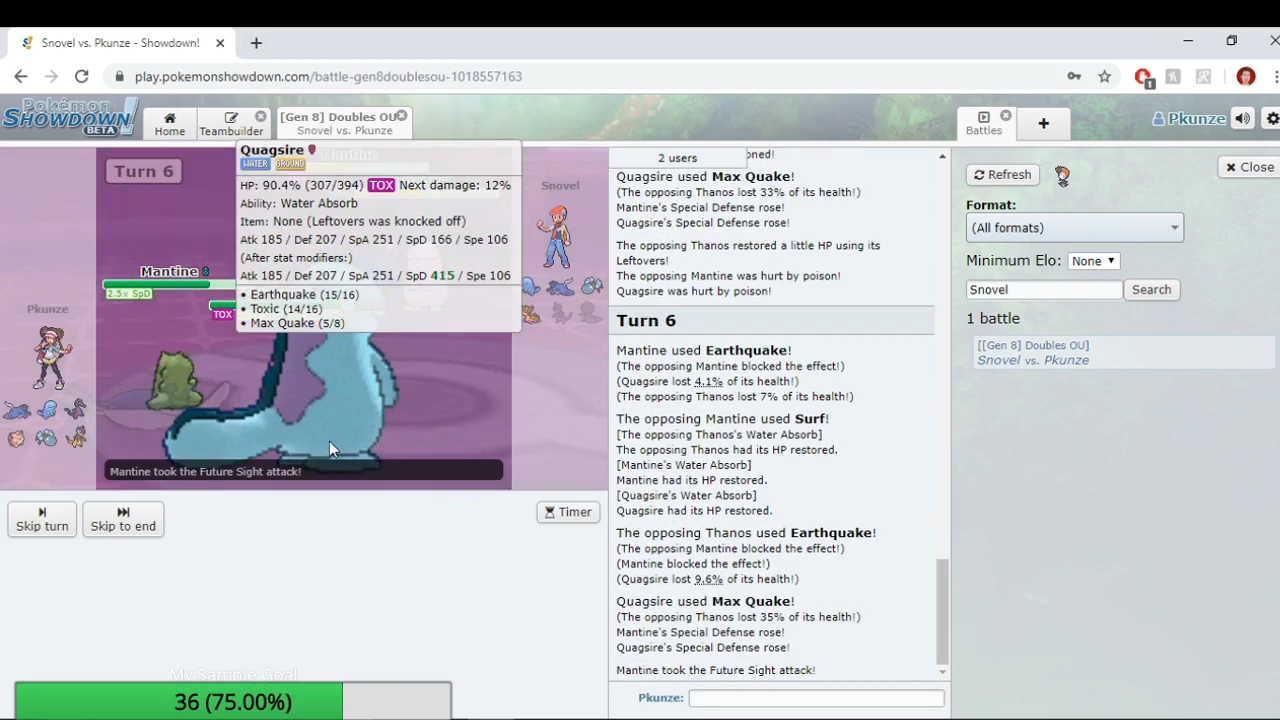 Snovel vs. Pkunze - Showdown!
play.pokemonshowdown.com/battle-gen8doublesou-1018557163
1
Pokémon
SHOWDOWN!
BETA
Home
Teambuilder
[Gen 8] Doubles OU
Snovel vs. Pkunze
Battles
Pkunze
Turn 6
Quagsire
Mantine
WATER GROUND
HP: 90.4% (307/394) TOX Next damage: 12%
Ability: Water Absorb
Item: None (Leftovers was knocked off)
Atk 185 / Def 207 / SpA 251 / SpD 166 / Spe 106
(After stat modifiers:)
Atk 185 / Def 207 / SpA 251 / SpD 415 / Spe 106
• Earthquake (15/16)
• Toxic (14/16)
• Max Quake (5/8)
Mantine
2.5x SpD
TOX
Pkunze
Snovel
Mantine took the Future Sight attack!
Skip turn
Skip to end
Timer
My Sample Goal
36 (75.00%)
2 users
oned!
Quagsire used Max Quake!
(The opposing Thanos lost 33% of its health!)
Mantine's Special Defense rose!
Quagsire's Special Defense rose!
The opposing Thanos restored a little HP using its
Leftovers!
The opposing Mantine was hurt by poison!
Quagsire was hurt by poison!
Turn 6
Mantine used Earthquake!
(The opposing Mantine blocked the effect!)
(Quagsire lost 4.1% of its health!)
(The opposing Thanos lost 7% of its health!)
The opposing Mantine used Surf!
[The opposing Thanos's Water Absorb]
The opposing Thanos had its HP restored.
[Mantine's Water Absorb]
Mantine had its HP restored.
[Quagsire's Water Absorb]
Quagsire had its HP restored.
The opposing Thanos used Earthquake!
(The opposing Mantine blocked the effect!)
(Mantine blocked the effect!)
(Quagsire lost 9.6% of its health!)
Quagsire used Max Quake!
(The opposing Thanos lost 35% of its health!)
Mantine's Special Defense rose!
Quagsire's Special Defense rose!
Mantine took the Future Sight attack!
Pkunze:
Refresh
Close
Format:
(All formats)
Minimum Elo: None
Snovel
Search
1 battle
[[Gen 8] Doubles OU]
Snovel vs. Pkunze